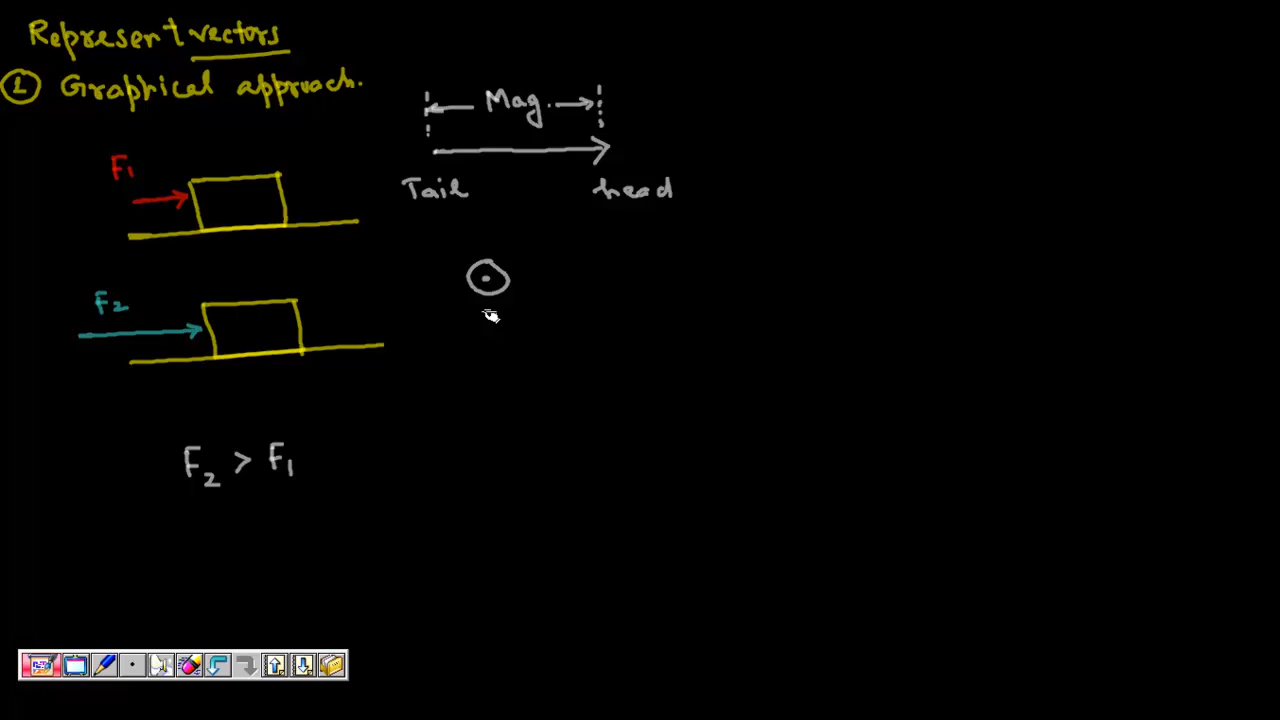 Represent vectors
① Graphical approach.
Mag.
Tail head
F1
F2
F2 > F1